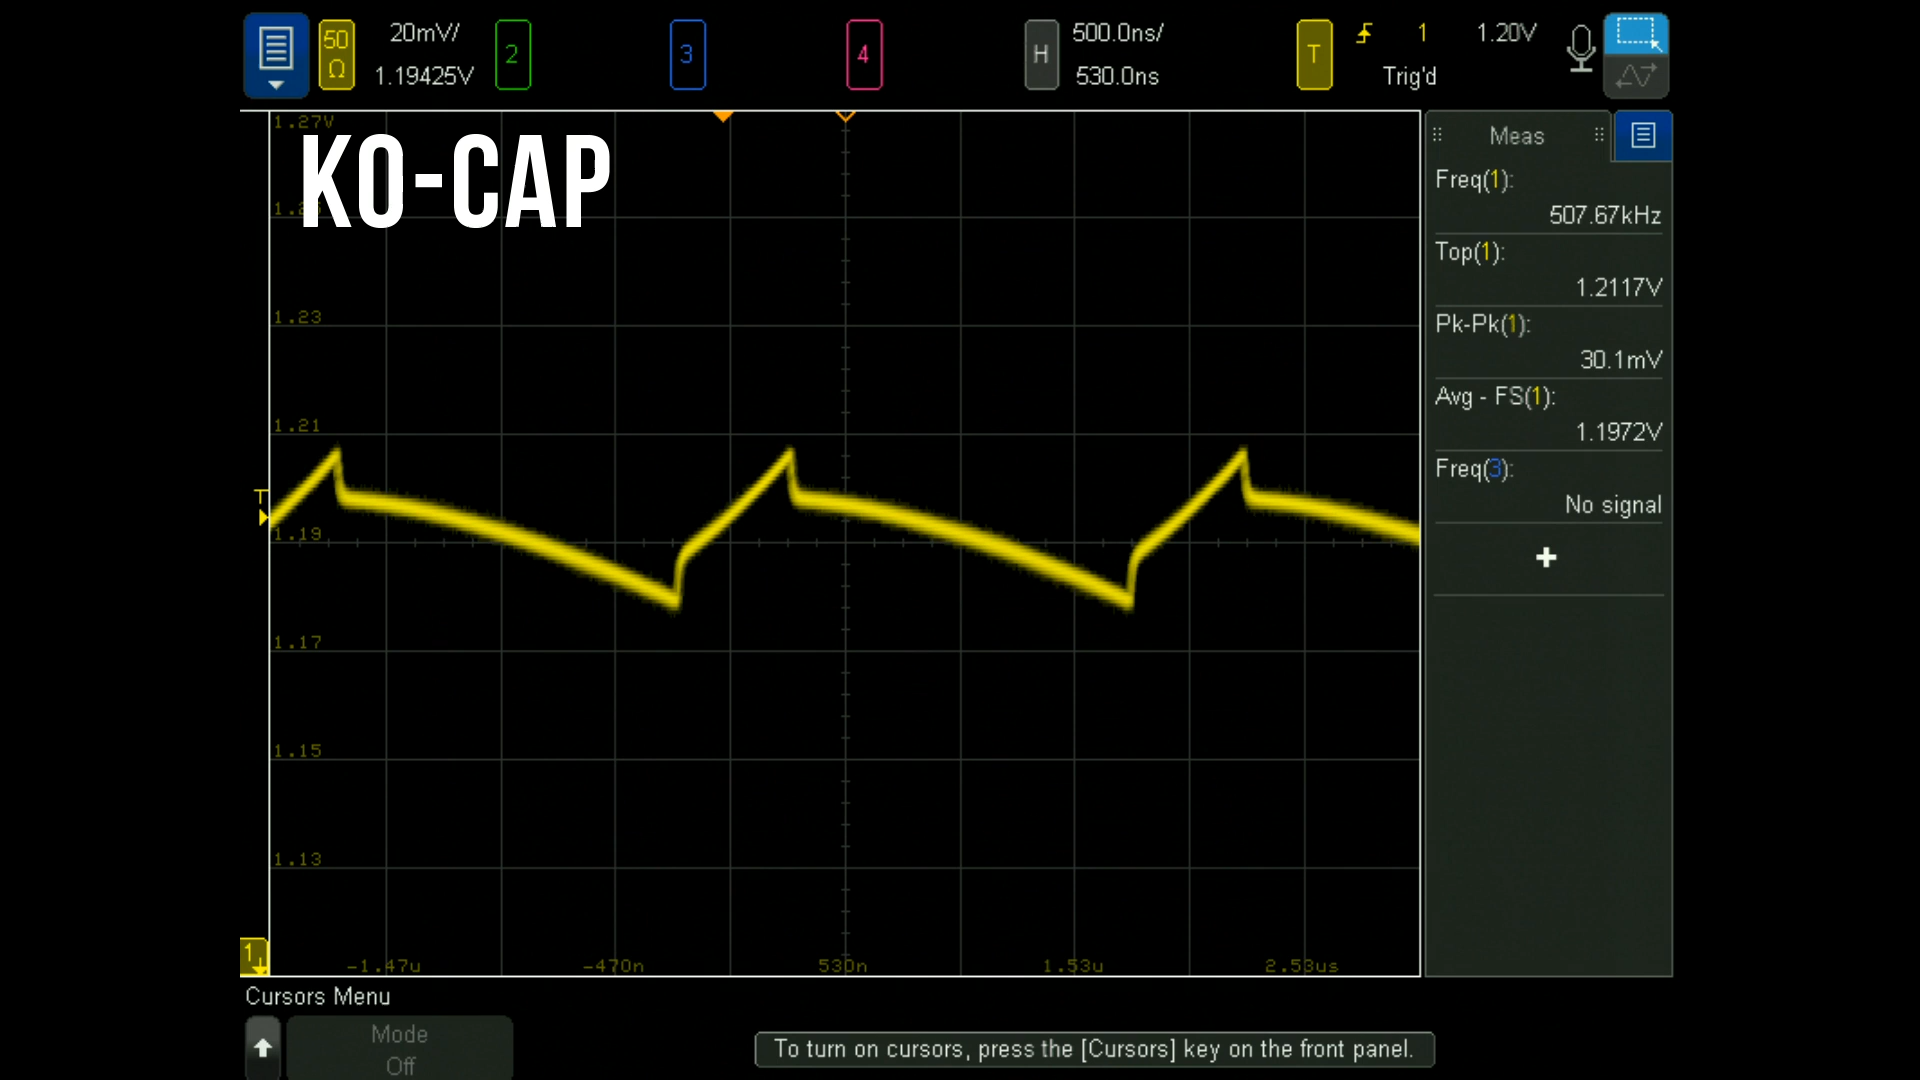 50
Ω
20mV/
1.19425V
2
3
4
H
500.0ns/
530.0ns
T
1
1.20V
Trig'd
1.27V
KO-CAP
1.23
1.21
T
1.19
1.17
1.15
1.13
1
-1.47u
-470n
530n
1.53u
2.53us
Meas
Freq(1):
507.67kHz
Top(1):
1.2117V
Pk-Pk(1):
30.1mV
Avg - FS(1):
1.1972V
Freq(3):
No signal
+
Cursors Menu
Mode
Off
To turn on cursors, press the [Cursors] key on the front panel.